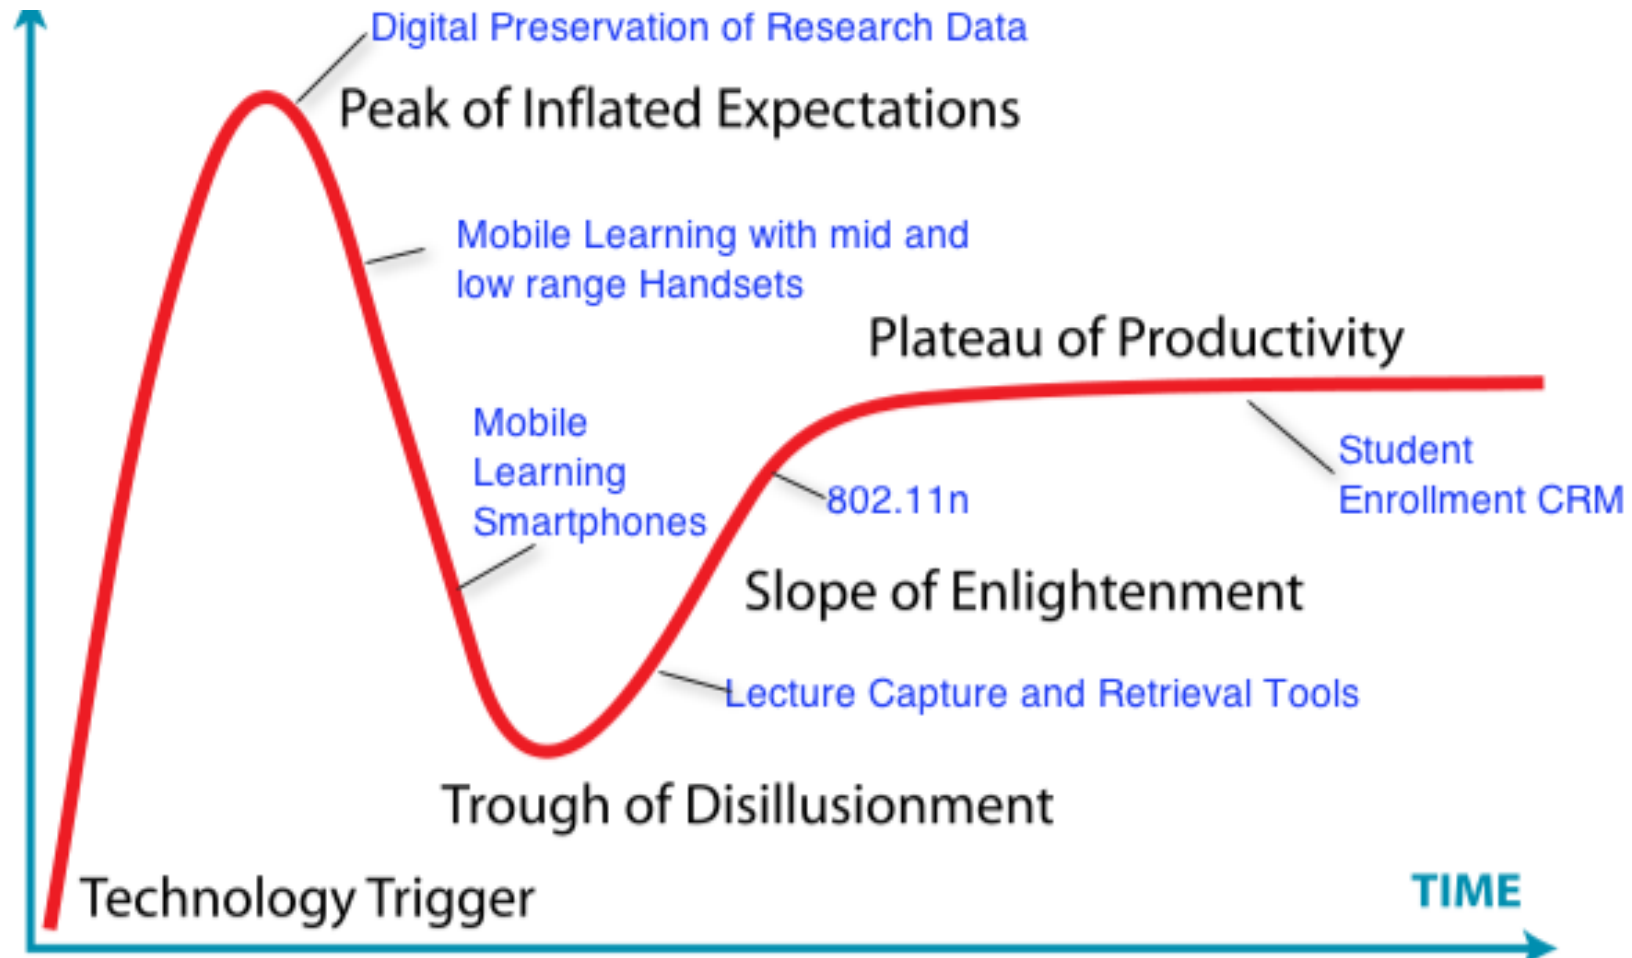 Digital Preservation of Research Data
Peak of Inflated Expectations
Mobile Learning with mid and
low range Handsets
Plateau of Productivity
Mobile
Learning
Smartphones
Student
Enrollment CRM
802.11n
Slope of Enlightenment
Lecture Capture and Retrieval Tools
Trough of Disillusionment
Technology Trigger
TIME